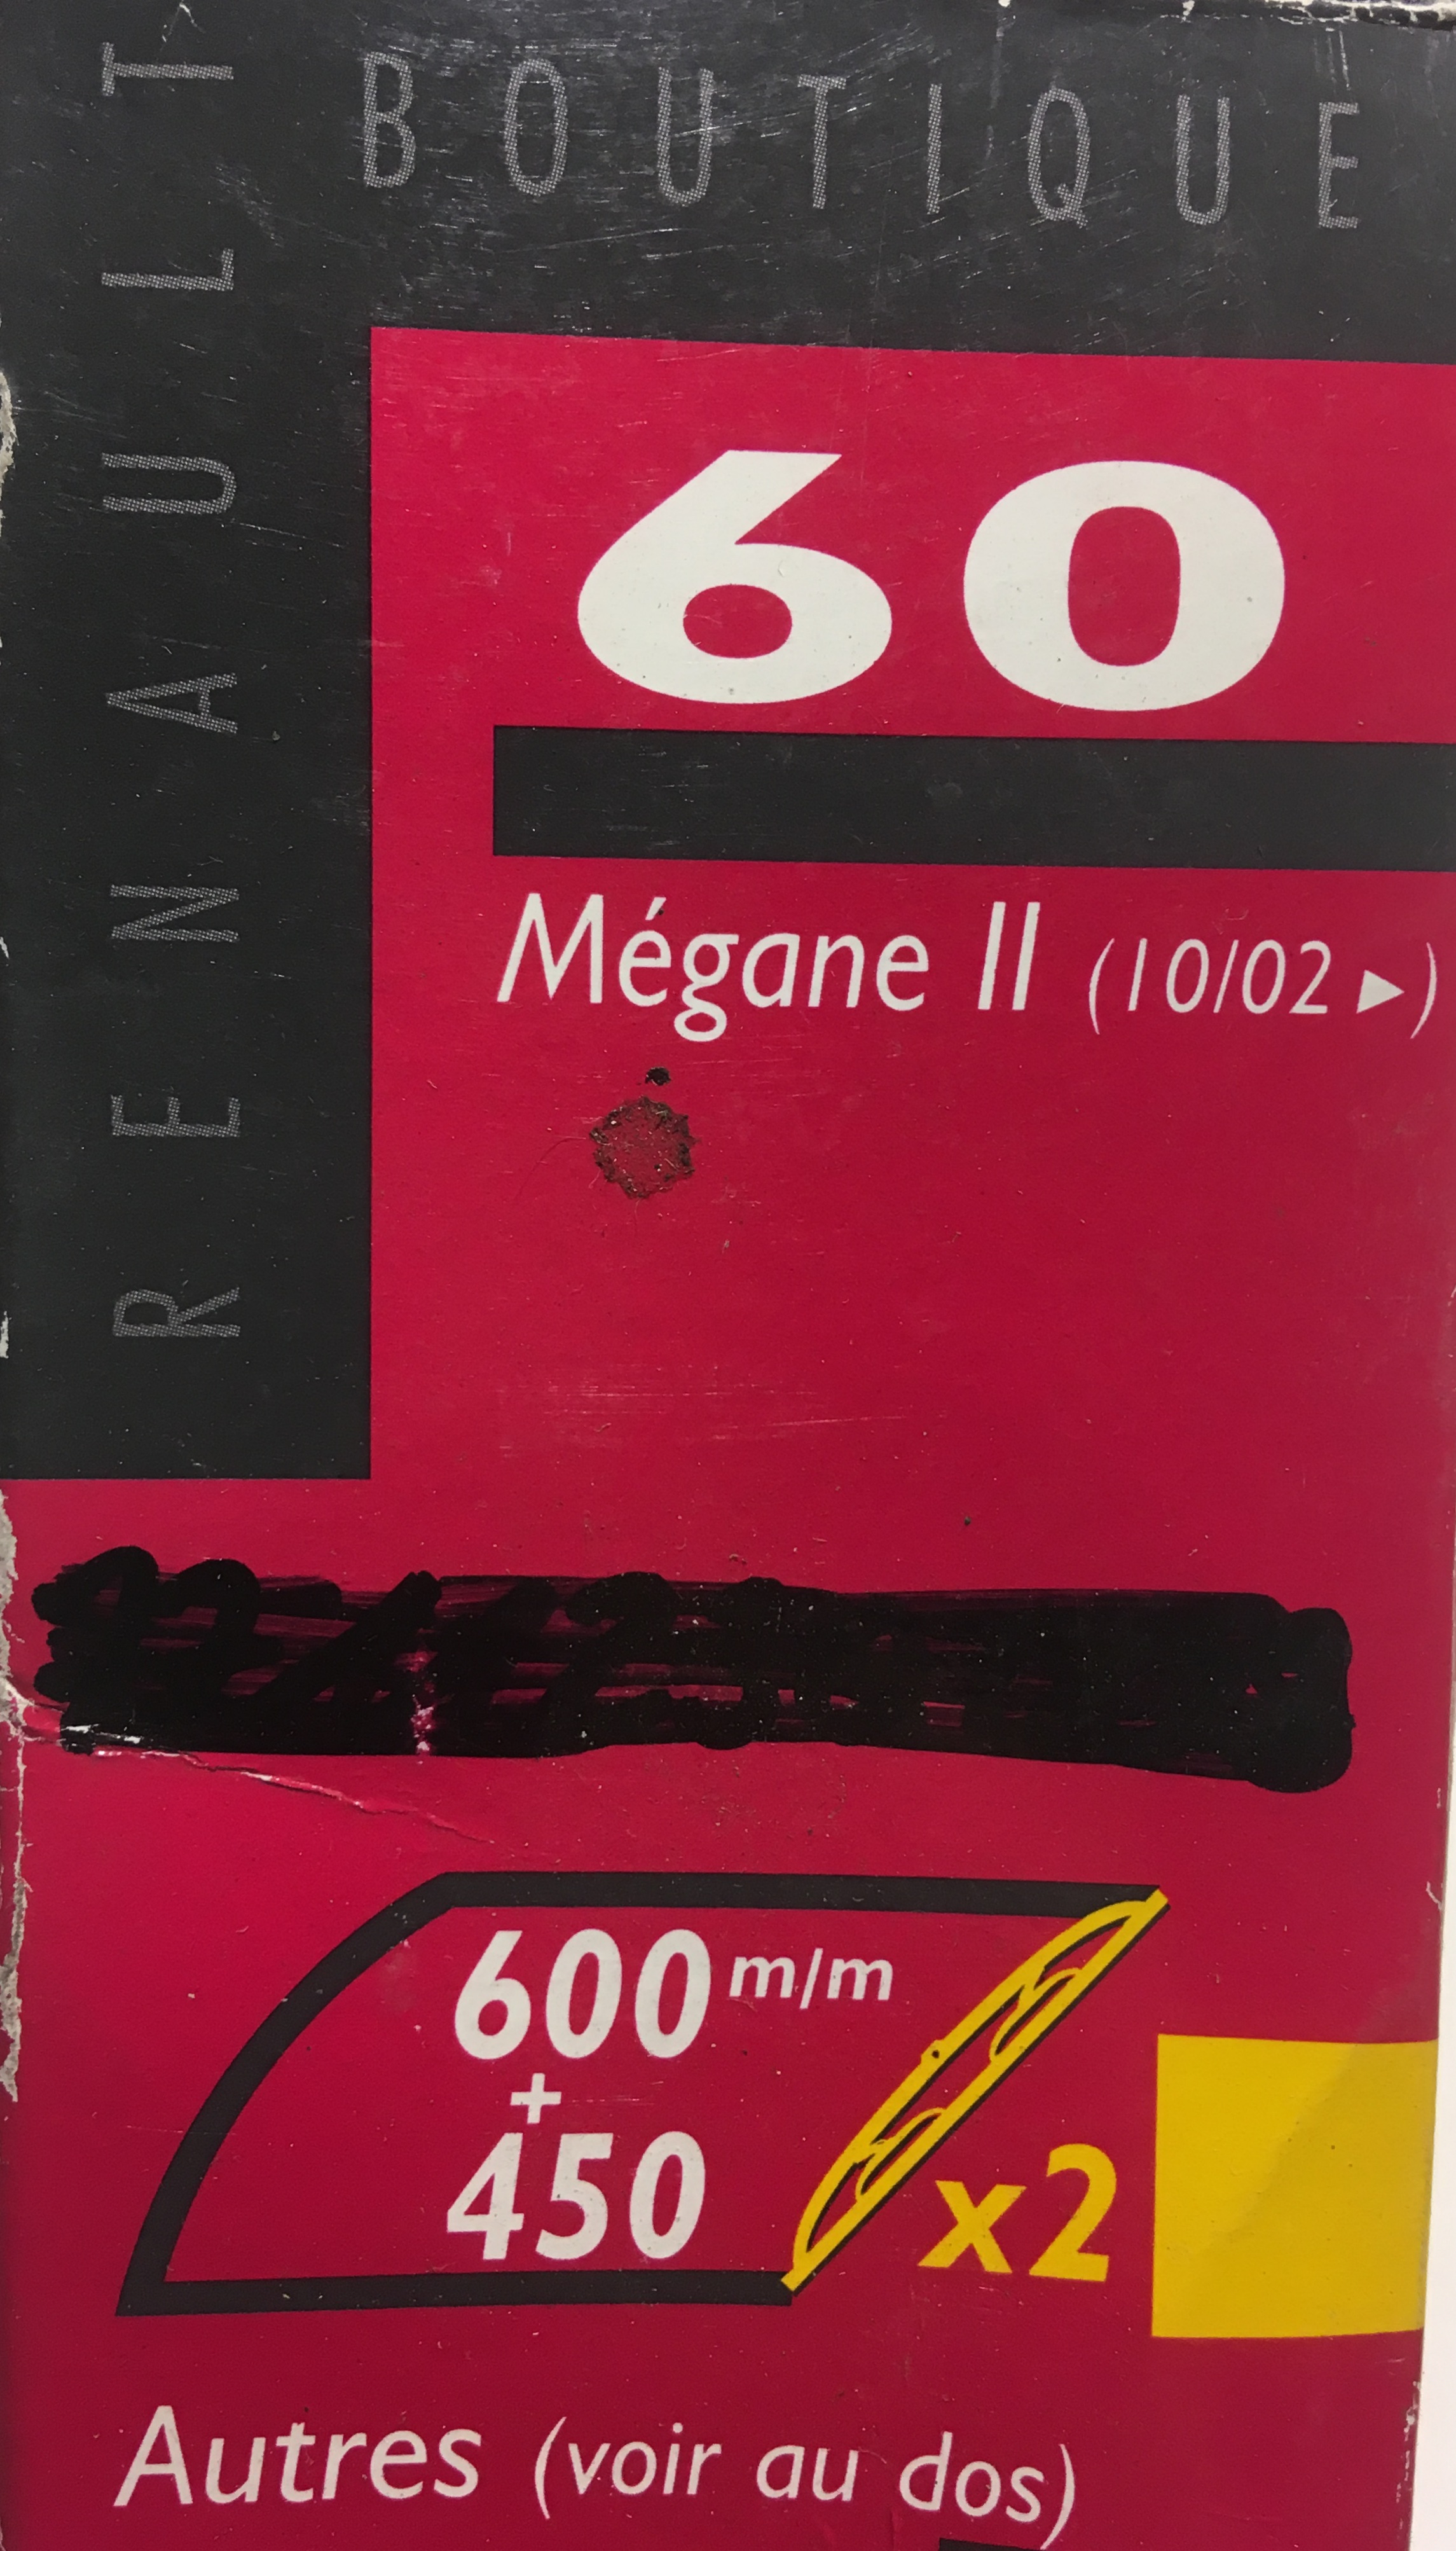 RENAULT
BOUTIQUE
60
Mégane II (10/02 ▶)
600 m/m
+
450
x2
Autres (voir au dos)